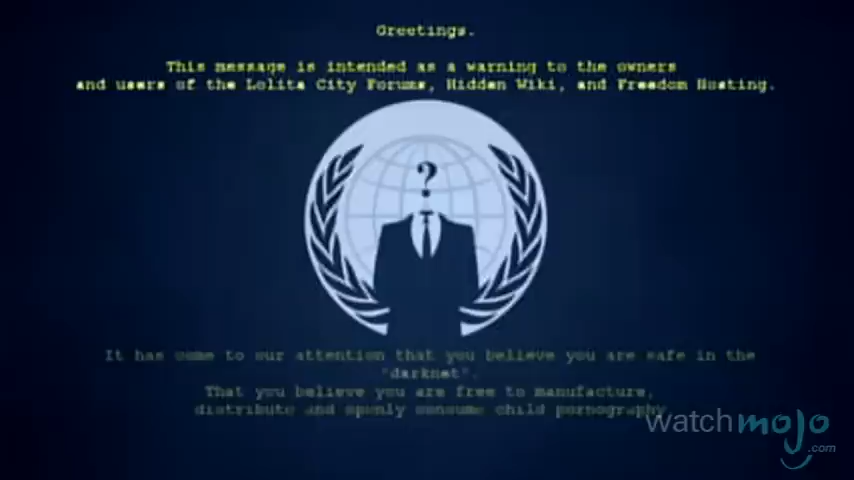 Greetings.
This message is intended as a warning to the owners
and users of the Lolita City Forums, Hidden Wiki, and Freedom Hosting.
?
It has come to our attention that you believe you are safe in the
"darknet".
That you believe you are free to manufacture,
distribute and openly consume child pornography
watchmojo
.com